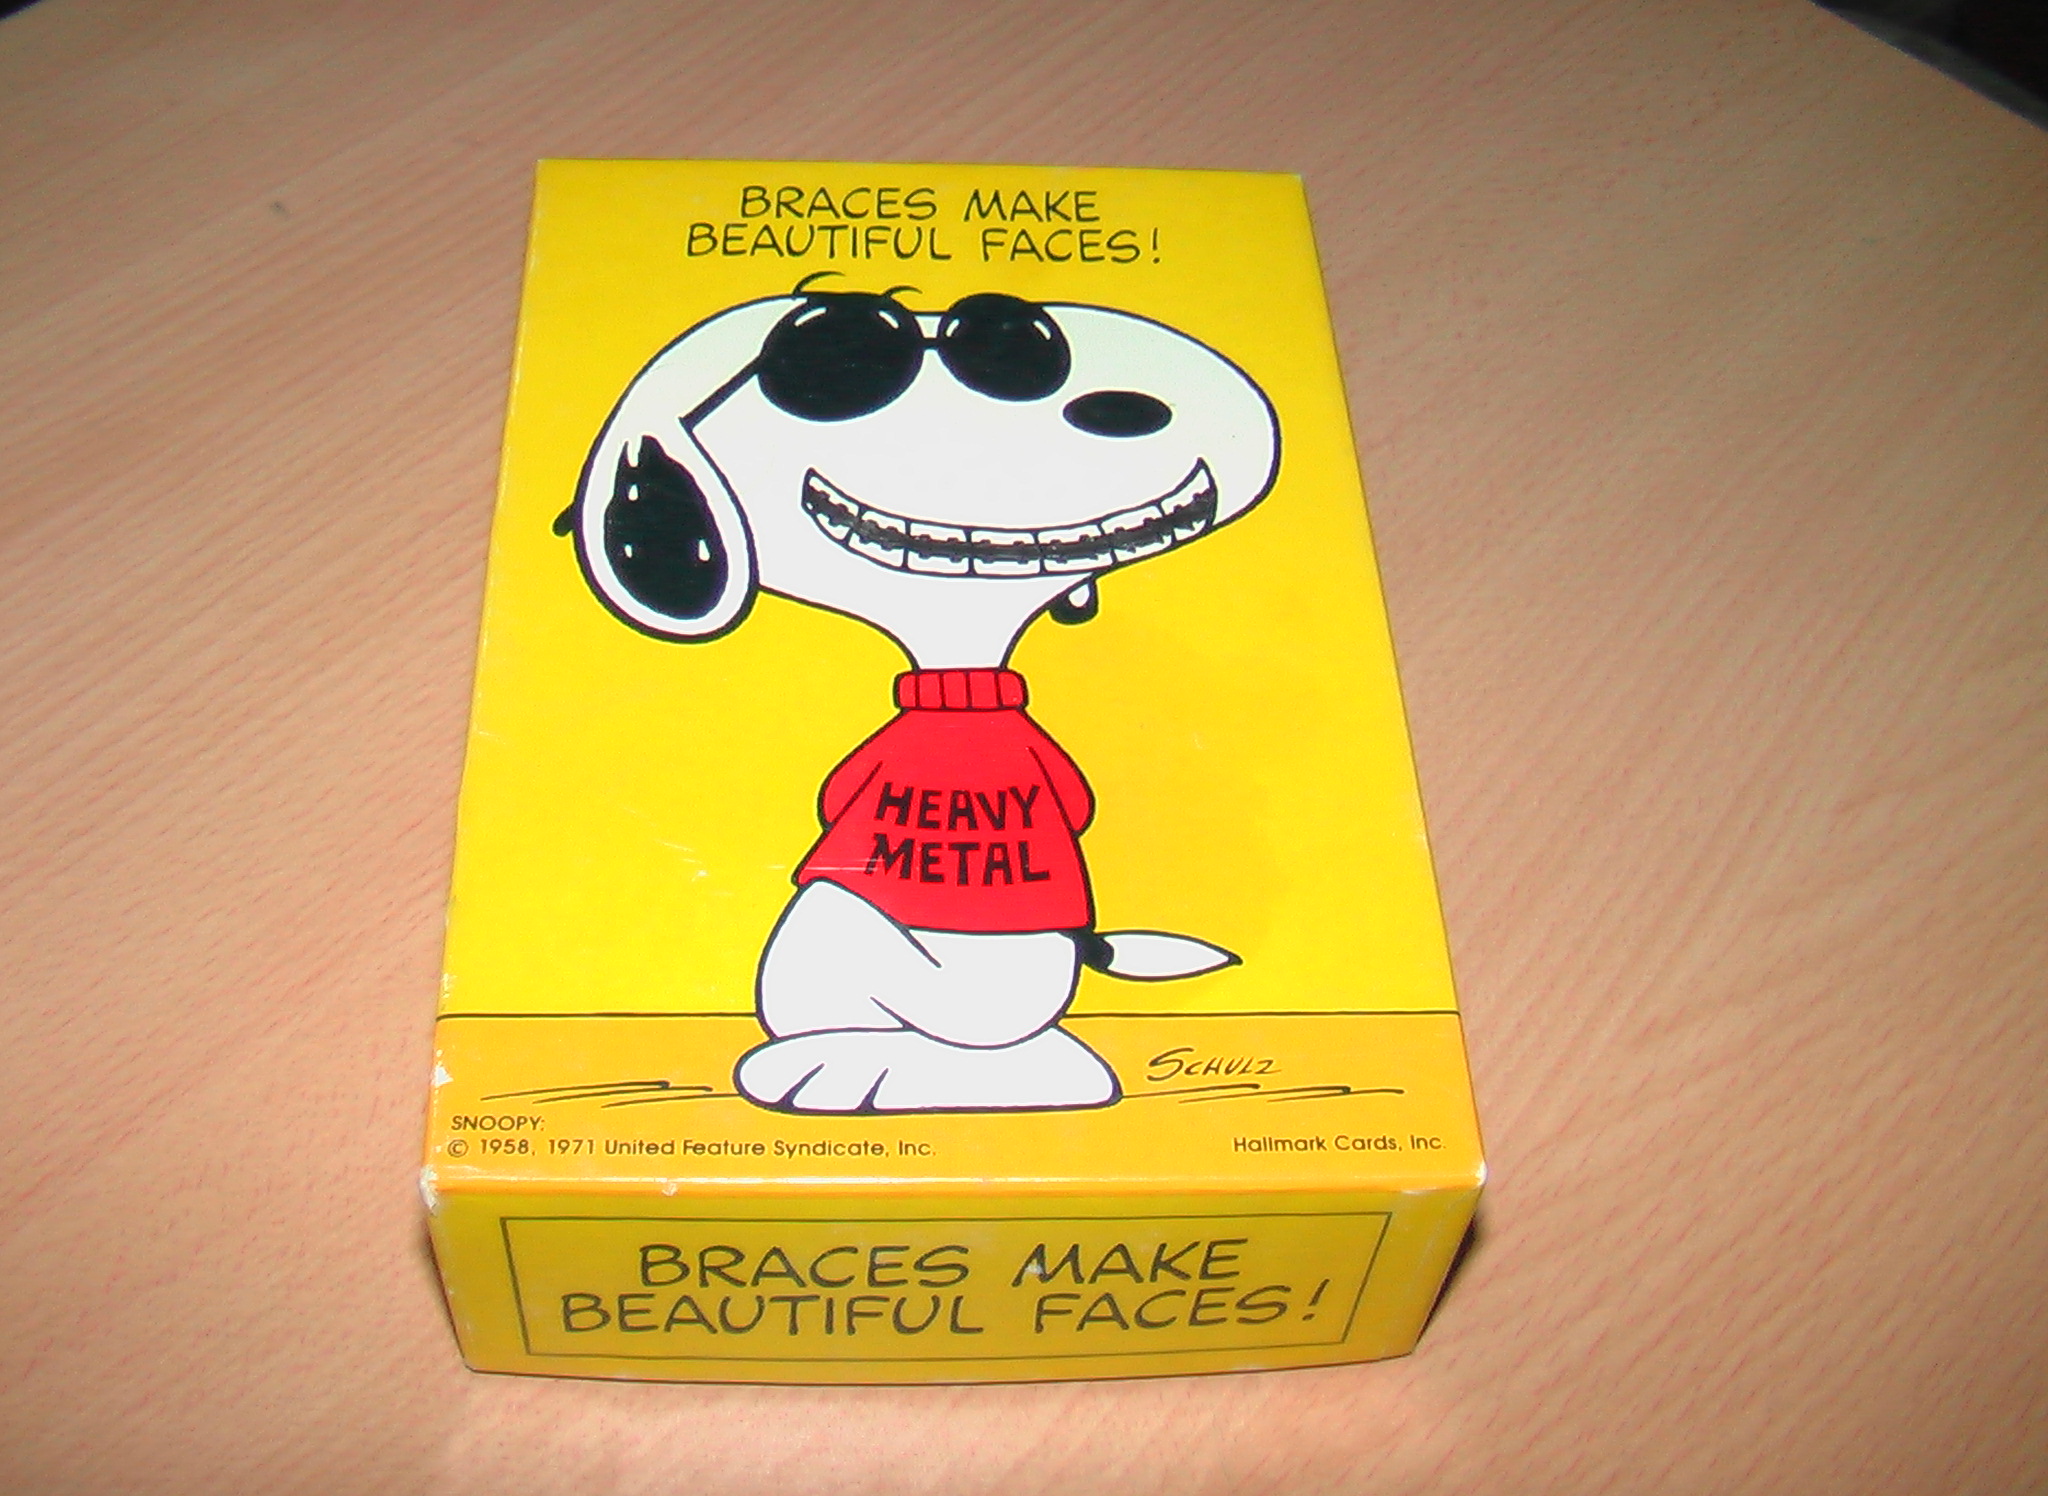 BRACES MAKE
BEAUTIFUL FACES!
HEAVY
METAL
SCHULZ
SNOOPY:
© 1958, 1971 United Feature Syndicate, Inc.
Hallmark Cards, Inc.
BRACES MAKE
BEAUTIFUL FACES!